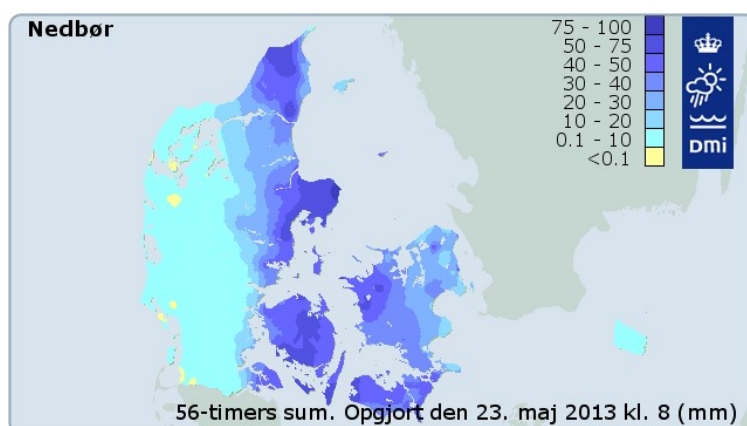 Nedbør
75 - 100
50 - 75
40 - 50
30 - 40
20 - 30
10 - 20
0.1 - 10
<0.1
DMI
56-timers sum. Opgjort den 23. maj 2013 kl. 8 (mm)